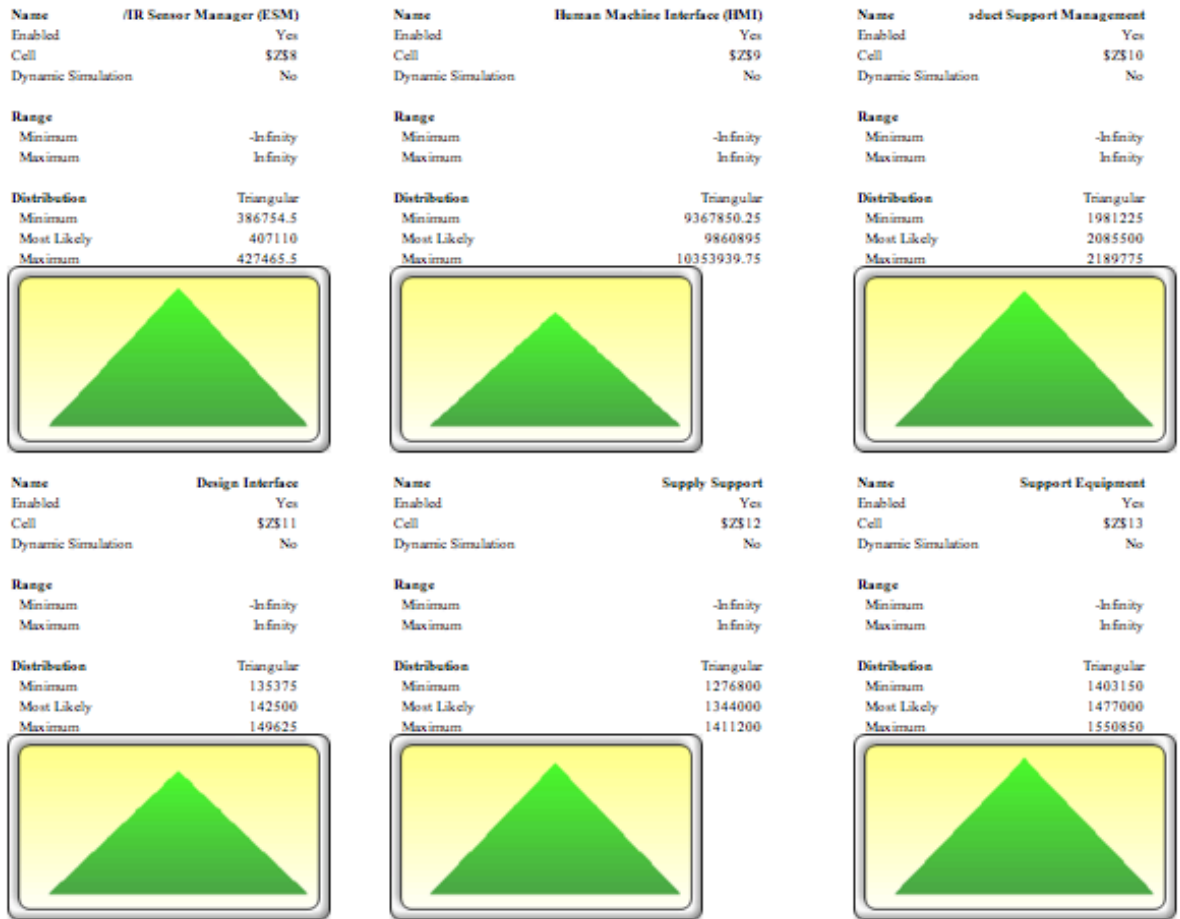 Name /IR Sensor Manager (ESM)
Enabled Yes
Cell $Z$8
Dynamic Simulation No
Range
Minimum -Infinity
Maximum Infinity
Distribution Triangular
Minimum 386754.5
Most Likely 407110
Maximum 427465.5
Name Human Machine Interface (HMI)
Enabled Yes
Cell $Z$9
Dynamic Simulation No
Range
Minimum -Infinity
Maximum Infinity
Distribution Triangular
Minimum 9367850.25
Most Likely 9860895
Maximum 10353939.75
Name oduct Support Management
Enabled Yes
Cell $Z$10
Dynamic Simulation No
Range
Minimum -Infinity
Maximum Infinity
Distribution Triangular
Minimum 1981225
Most Likely 2085500
Maximum 2189775
Name Design Interface
Enabled Yes
Cell $Z$11
Dynamic Simulation No
Range
Minimum -Infinity
Maximum Infinity
Distribution Triangular
Minimum 135375
Most Likely 142500
Maximum 149625
Name Supply Support
Enabled Yes
Cell $Z$12
Dynamic Simulation No
Range
Minimum -Infinity
Maximum Infinity
Distribution Triangular
Minimum 1276800
Most Likely 1344000
Maximum 1411200
Name Support Equipment
Enabled Yes
Cell $Z$13
Dynamic Simulation No
Range
Minimum -Infinity
Maximum Infinity
Distribution Triangular
Minimum 1403150
Most Likely 1477000
Maximum 1550850